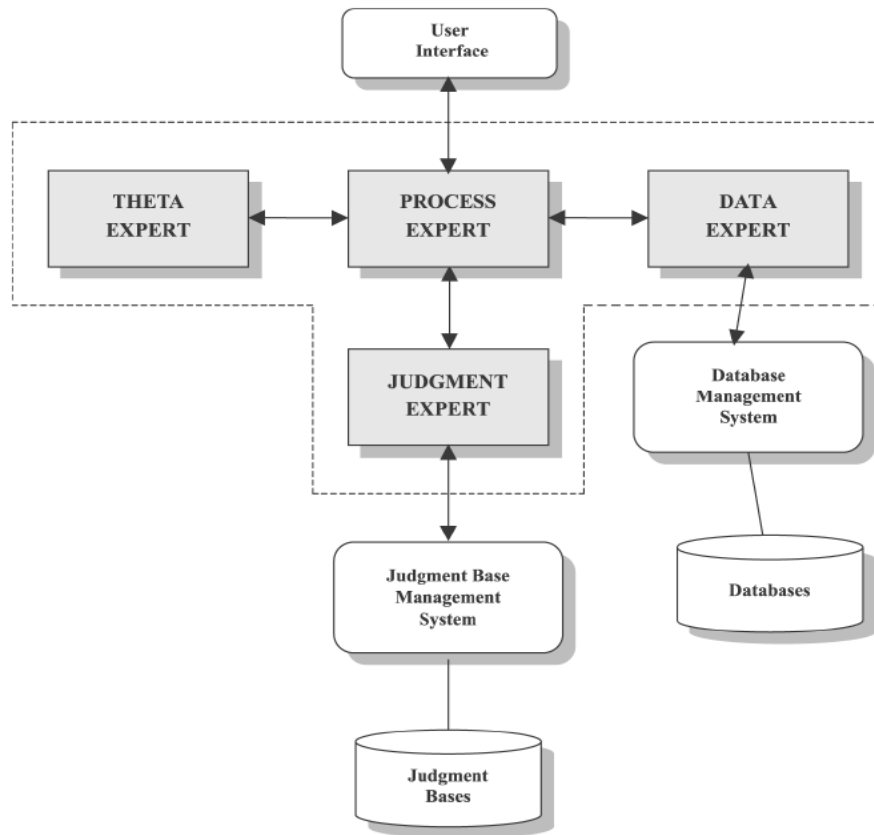 User
Interface
THETA
EXPERT
PROCESS
EXPERT
DATA
EXPERT
JUDGMENT
EXPERT
Database
Management
System
Judgment Base
Management
System
Databases
Judgment
Bases